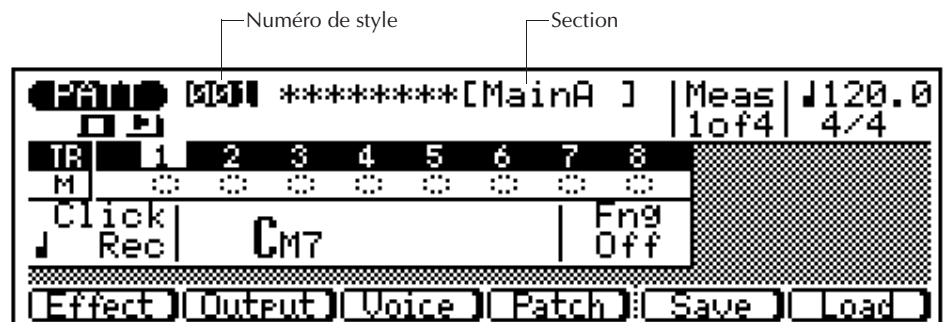 Numéro de style Section
PATT 001 ********[MainA ] Meas ♩120.0
1of4 4/4
TR 1 2 3 4 5 6 7 8
M
Click Fng
♩ Rec CM7 Off
Effect Output Voice Patch Save Load